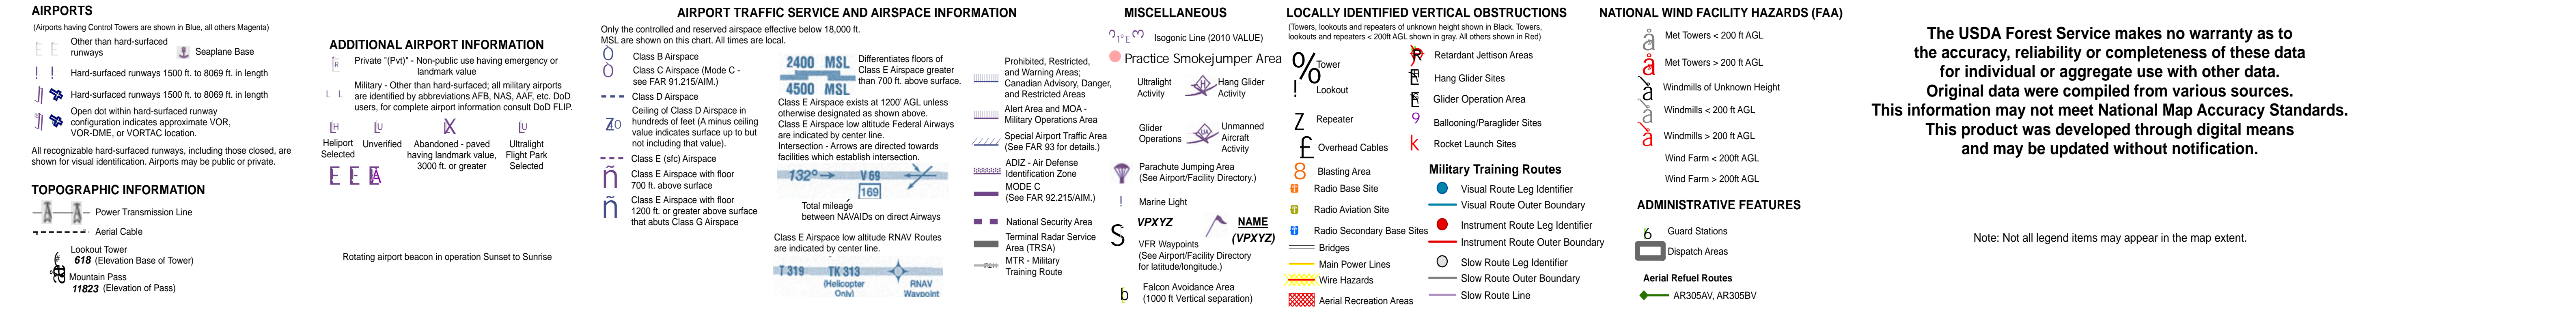 AIRPORTS
(Airports having Control Towers are shown in Blue, all others Magenta)
Other than hard-surfaced
runways
Seaplane Base
Hard-surfaced runways 1500 ft. to 8069 ft. in length
Hard-surfaced runways 1500 ft. to 8069 ft. in length
Open dot within hard-surfaced runway
configuration indicates approximate VOR,
VOR-DME, or VORTAC location.
All recognizable hard-surfaced runways, including those closed, are
shown for visual identification. Airports may be public or private.
TOPOGRAPHIC INFORMATION
Power Transmission Line
Aerial Cable
Lookout Tower
618 (Elevation Base of Tower)
Mountain Pass
11823 (Elevation of Pass)
ADDITIONAL AIRPORT INFORMATION
R
Private "(Pvt)" - Non-public use having emergency or
landmark value
L L
Military - Other than hard-surfaced; all military airports
are identified by abbreviations AFB, NAS, AAF, etc. DoD
users, for complete airport information consult DoD FLIP.
Heliport
Selected
Unverified
Abandoned - paved
having landmark value,
3000 ft. or greater
Ultralight
Flight Park
Selected
Rotating airport beacon in operation Sunset to Sunrise
AIRPORT TRAFFIC SERVICE AND AIRSPACE INFORMATION
Only the controlled and reserved airspace effective below 18,000 ft.
MSL are shown on this chart. All times are local.
Class B Airspace
Class C Airspace (Mode C -
see FAR 91.215/AIM.)
Class D Airspace
Ceiling of Class D Airspace in
hundreds of feet (A minus ceiling
value indicates surface up to but
not including that value).
Class E (sfc) Airspace
ñ
Class E Airspace with floor
700 ft. above surface
ñ
Class E Airspace with floor
1200 ft. or greater above surface
that abuts Class G Airspace
2400 MSL
4500 MSL
Differentiates floors of
Class E Airspace greater
than 700 ft. above surface.
Class E Airspace exists at 1200' AGL unless
otherwise designated as shown above.
Class E Airspace low altitude Federal Airways
are indicated by center line.
Intersection - Arrows are directed towards
facilities which establish intersection.
132° V 69
169
Total mileage
between NAVAIDs on direct Airways
Class E Airspace low altitude RNAV Routes
are indicated by center line.
T 319 TK 313
(Helicopter
Only)
RNAV
Waypoint
Prohibited, Restricted,
and Warning Areas;
Canadian Advisory, Danger,
and Restricted Areas
Alert Area and MOA -
Military Operations Area
Special Airport Traffic Area
(See FAR 93 for details.)
ADIZ - Air Defense
Identification Zone
MODE C
(See FAR 92.215/AIM.)
National Security Area
Terminal Radar Service
Area (TRSA)
MTR - Military
Training Route
MISCELLANEOUS
Isogonic Line (2010 VALUE)
Practice Smokejumper Area
Ultralight
Activity
Hang Glider
Activity
Glider
Operations
Unmanned
Aircraft
Activity
Parachute Jumping Area
(See Airport/Facility Directory.)
!
Marine Light
S
VPXYZ
NAME
(VPXYZ)
VFR Waypoints
(See Airport/Facility Directory
for latitude/longitude.)
b
Falcon Avoidance Area
(1000 ft Vertical separation)
LOCALLY IDENTIFIED VERTICAL OBSTRUCTIONS
(Towers, lookouts and repeaters of unknown height shown in Black. Towers,
lookouts and repeaters < 200ft AGL shown in gray. All others shown in Red)
% Tower
! Lookout
Z Repeater
£ Overhead Cables
8 Blasting Area
Radio Base Site
Radio Aviation Site
Radio Secondary Base Sites
Bridges
Main Power Lines
Wire Hazards
Aerial Recreation Areas
Retardant Jettison Areas
Hang Glider Sites
E Glider Operation Area
9 Ballooning/Paraglider Sites
k Rocket Launch Sites
Military Training Routes
Visual Route Leg Identifier
Visual Route Outer Boundary
Instrument Route Leg Identifier
Instrument Route Outer Boundary
Slow Route Leg Identifier
Slow Route Outer Boundary
Slow Route Line
NATIONAL WIND FACILITY HAZARDS (FAA)
å Met Towers < 200 ft AGL
å Met Towers > 200 ft AGL
å Windmills of Unknown Height
å Windmills < 200 ft AGL
å Windmills > 200 ft AGL
Wind Farm < 200ft AGL
Wind Farm > 200ft AGL
ADMINISTRATIVE FEATURES
6 Guard Stations
Dispatch Areas
Aerial Refuel Routes
AR305AV, AR305BV
The USDA Forest Service makes no warranty as to
the accuracy, reliability or completeness of these data
for individual or aggregate use with other data.
Original data were compiled from various sources.
This information may not meet National Map Accuracy Standards.
This product was developed through digital means
and may be updated without notification.
Note: Not all legend items may appear in the map extent.